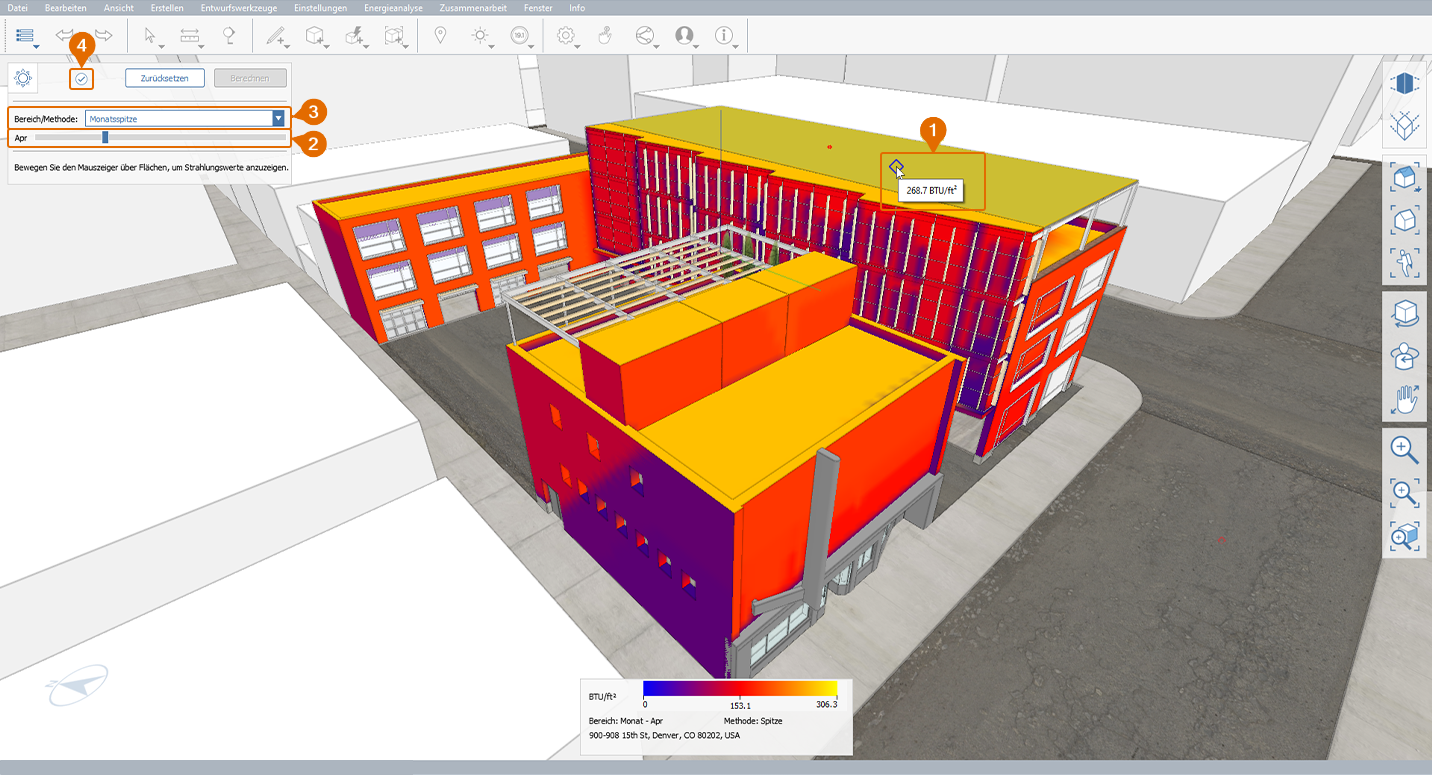 Datei Bearbeiten Ansicht Erstellen Entwurfswerkzeuge Einstellungen Energieanalyse Zusammenarbeit Fenster Info
4
Zurücksetzen Berechnen
Bereich/Methode: Monatsspitze
3
Apr
2
Bewegen Sie den Mauszeiger über Flächen, um Strahlungswerte anzuzeigen.
1
268.7 BTU/ft²
BTU/ft²
0 153.1 306.3
Bereich: Monat - Apr Methode: Spitze
900-908 15th St, Denver, CO 80202, USA